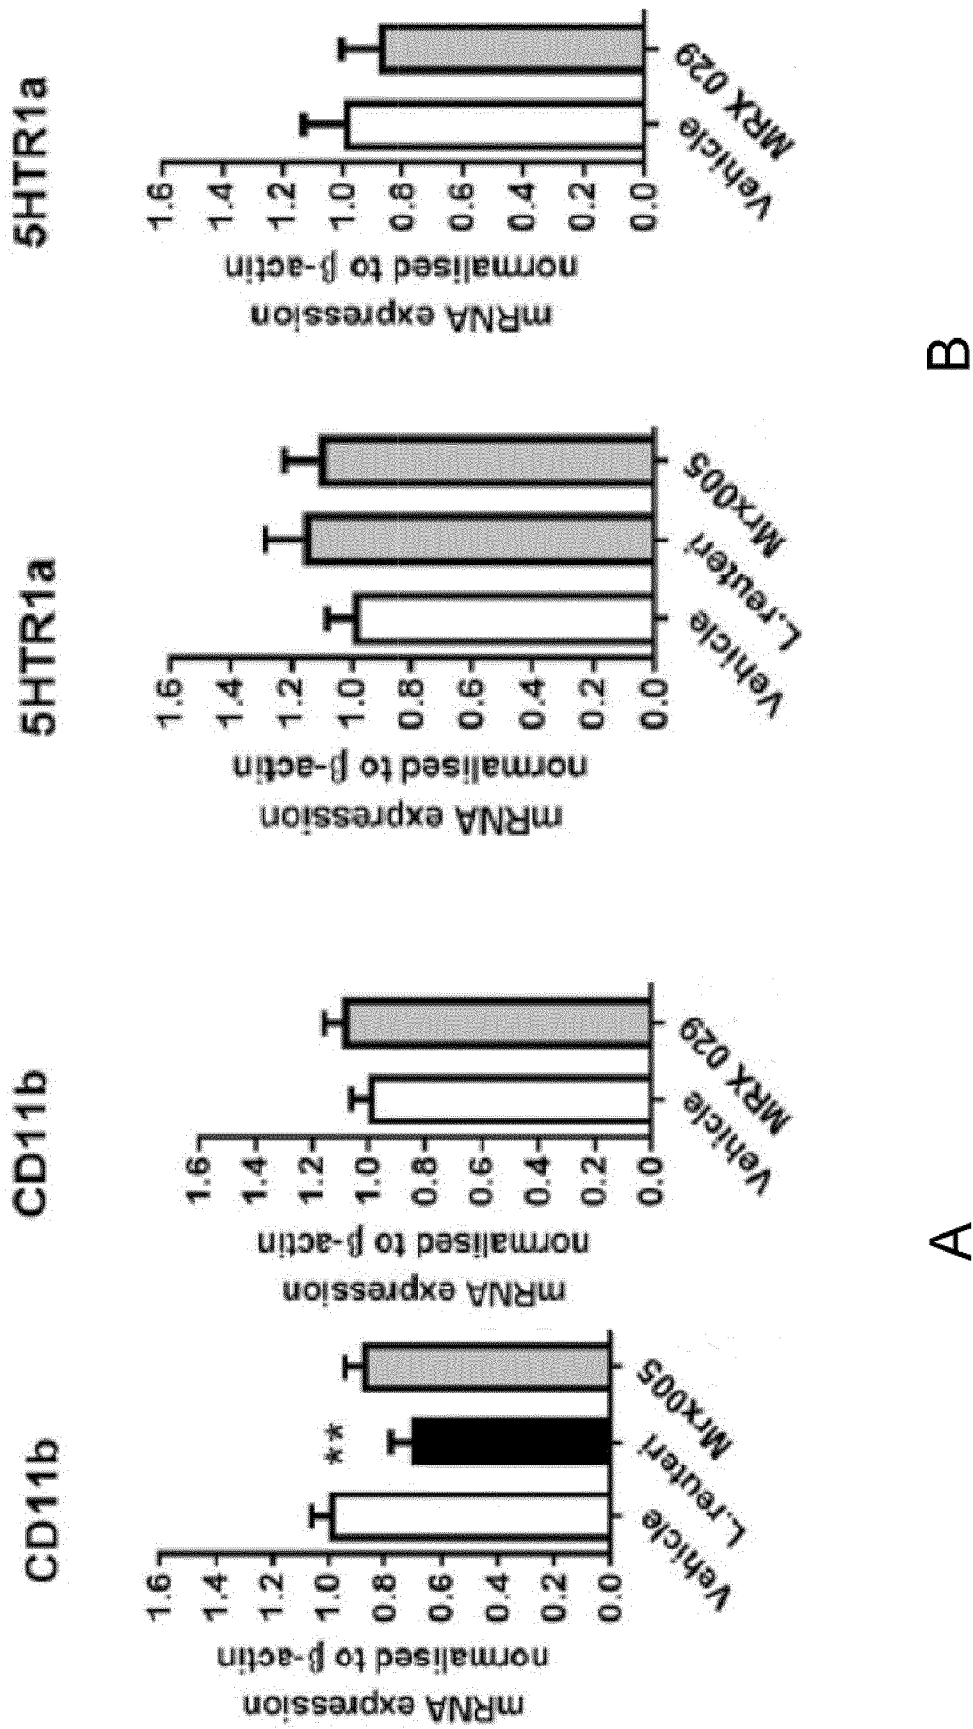 CD11b
mRNA expression
normalised to β-actin
1.6
1.4
1.2
1.0
0.8
0.6
0.4
0.2
0.0
**
Vehicle
L.reuteri
Mrx005
CD11b
mRNA expression
normalised to β-actin
1.6
1.4
1.2
1.0
0.8
0.6
0.4
0.2
0.0
Vehicle
MRX 029
A
5HTR1a
mRNA expression
normalised to β-actin
1.6
1.4
1.2
1.0
0.8
0.6
0.4
0.2
0.0
Vehicle
L.reuteri
Mrx005
5HTR1a
mRNA expression
normalised to β-actin
1.6
1.4
1.2
1.0
0.8
0.6
0.4
0.2
0.0
Vehicle
MRX 029
B